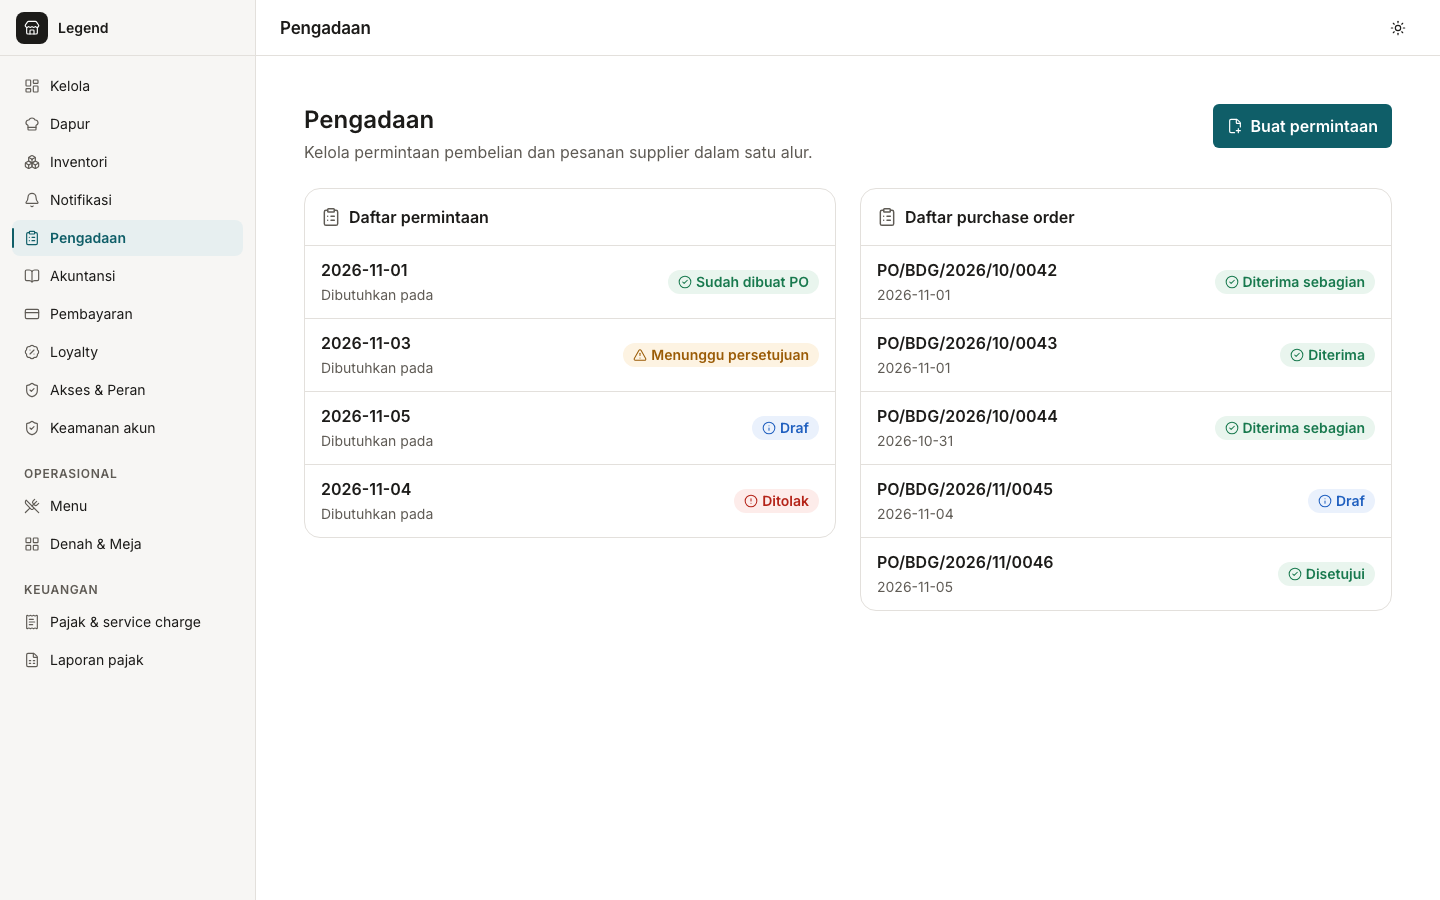 Legend
Pengadaan
Kelola
Dapur
Inventori
Notifikasi
Pengadaan
Akuntansi
Pembayaran
Loyalty
Akses & Peran
Keamanan akun
OPERASIONAL
Menu
Denah & Meja
KEUANGAN
Pajak & service charge
Laporan pajak
Pengadaan
Kelola permintaan pembelian dan pesanan supplier dalam satu alur.
Buat permintaan
Daftar permintaan
2026-11-01
Dibutuhkan pada
Sudah dibuat PO
2026-11-03
Dibutuhkan pada
Menunggu persetujuan
2026-11-05
Dibutuhkan pada
Draf
2026-11-04
Dibutuhkan pada
Ditolak
Daftar purchase order
PO/BDG/2026/10/0042
2026-11-01
Diterima sebagian
PO/BDG/2026/10/0043
2026-11-01
Diterima
PO/BDG/2026/10/0044
2026-10-31
Diterima sebagian
PO/BDG/2026/11/0045
2026-11-04
Draf
PO/BDG/2026/11/0046
2026-11-05
Disetujui